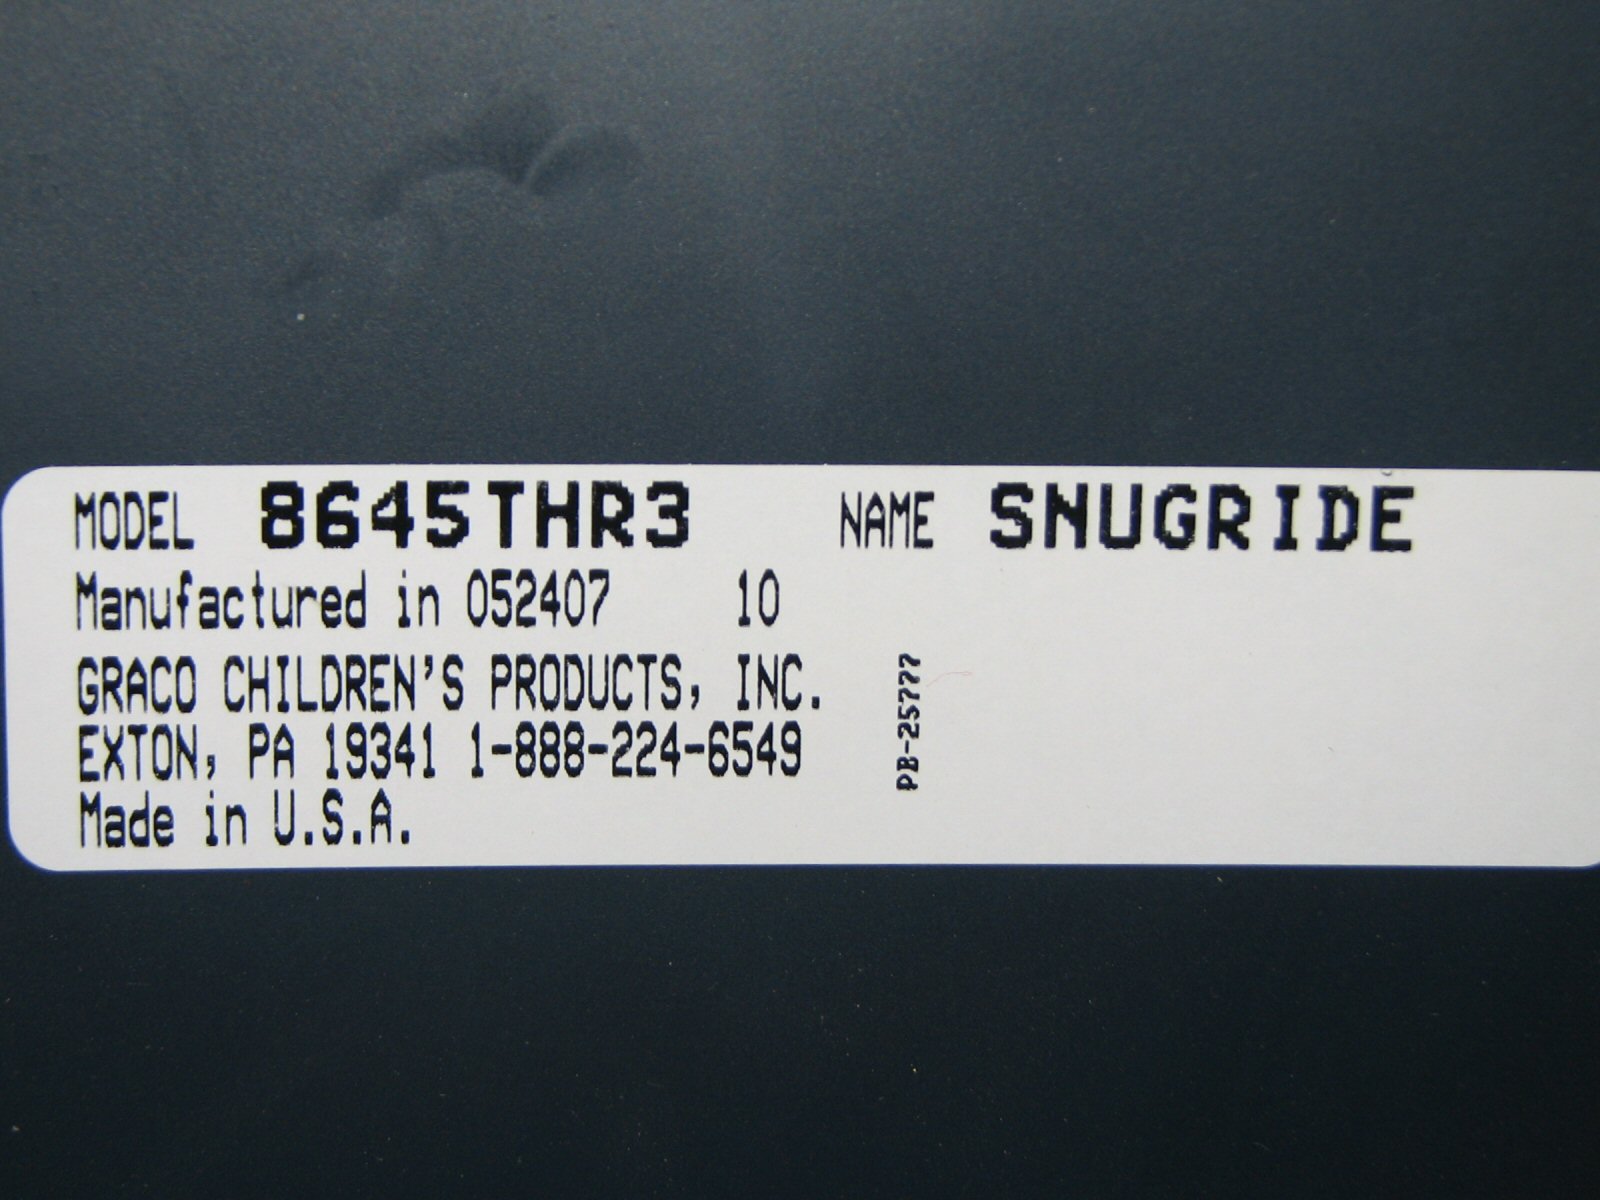 MODEL 8645THR3 NAME SNUGRIDE
Manufactured in 052407 10
GRACO CHILDREN'S PRODUCTS, INC.
EXTON, PA 19341 1-888-224-6549
Made in U.S.A.
PB-25777